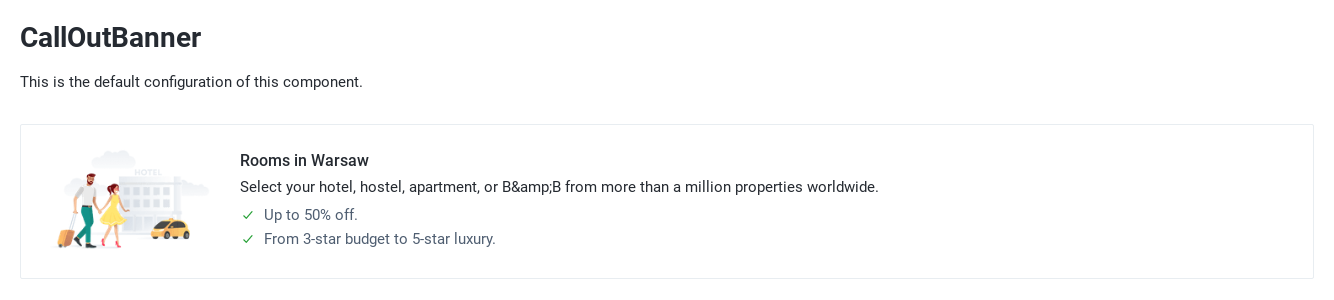 CallOutBanner
This is the default configuration of this component.
HOTEL
Rooms in Warsaw
Select your hotel, hostel, apartment, or B&amp;B from more than a million properties worldwide.
Up to 50% off.
From 3-star budget to 5-star luxury.